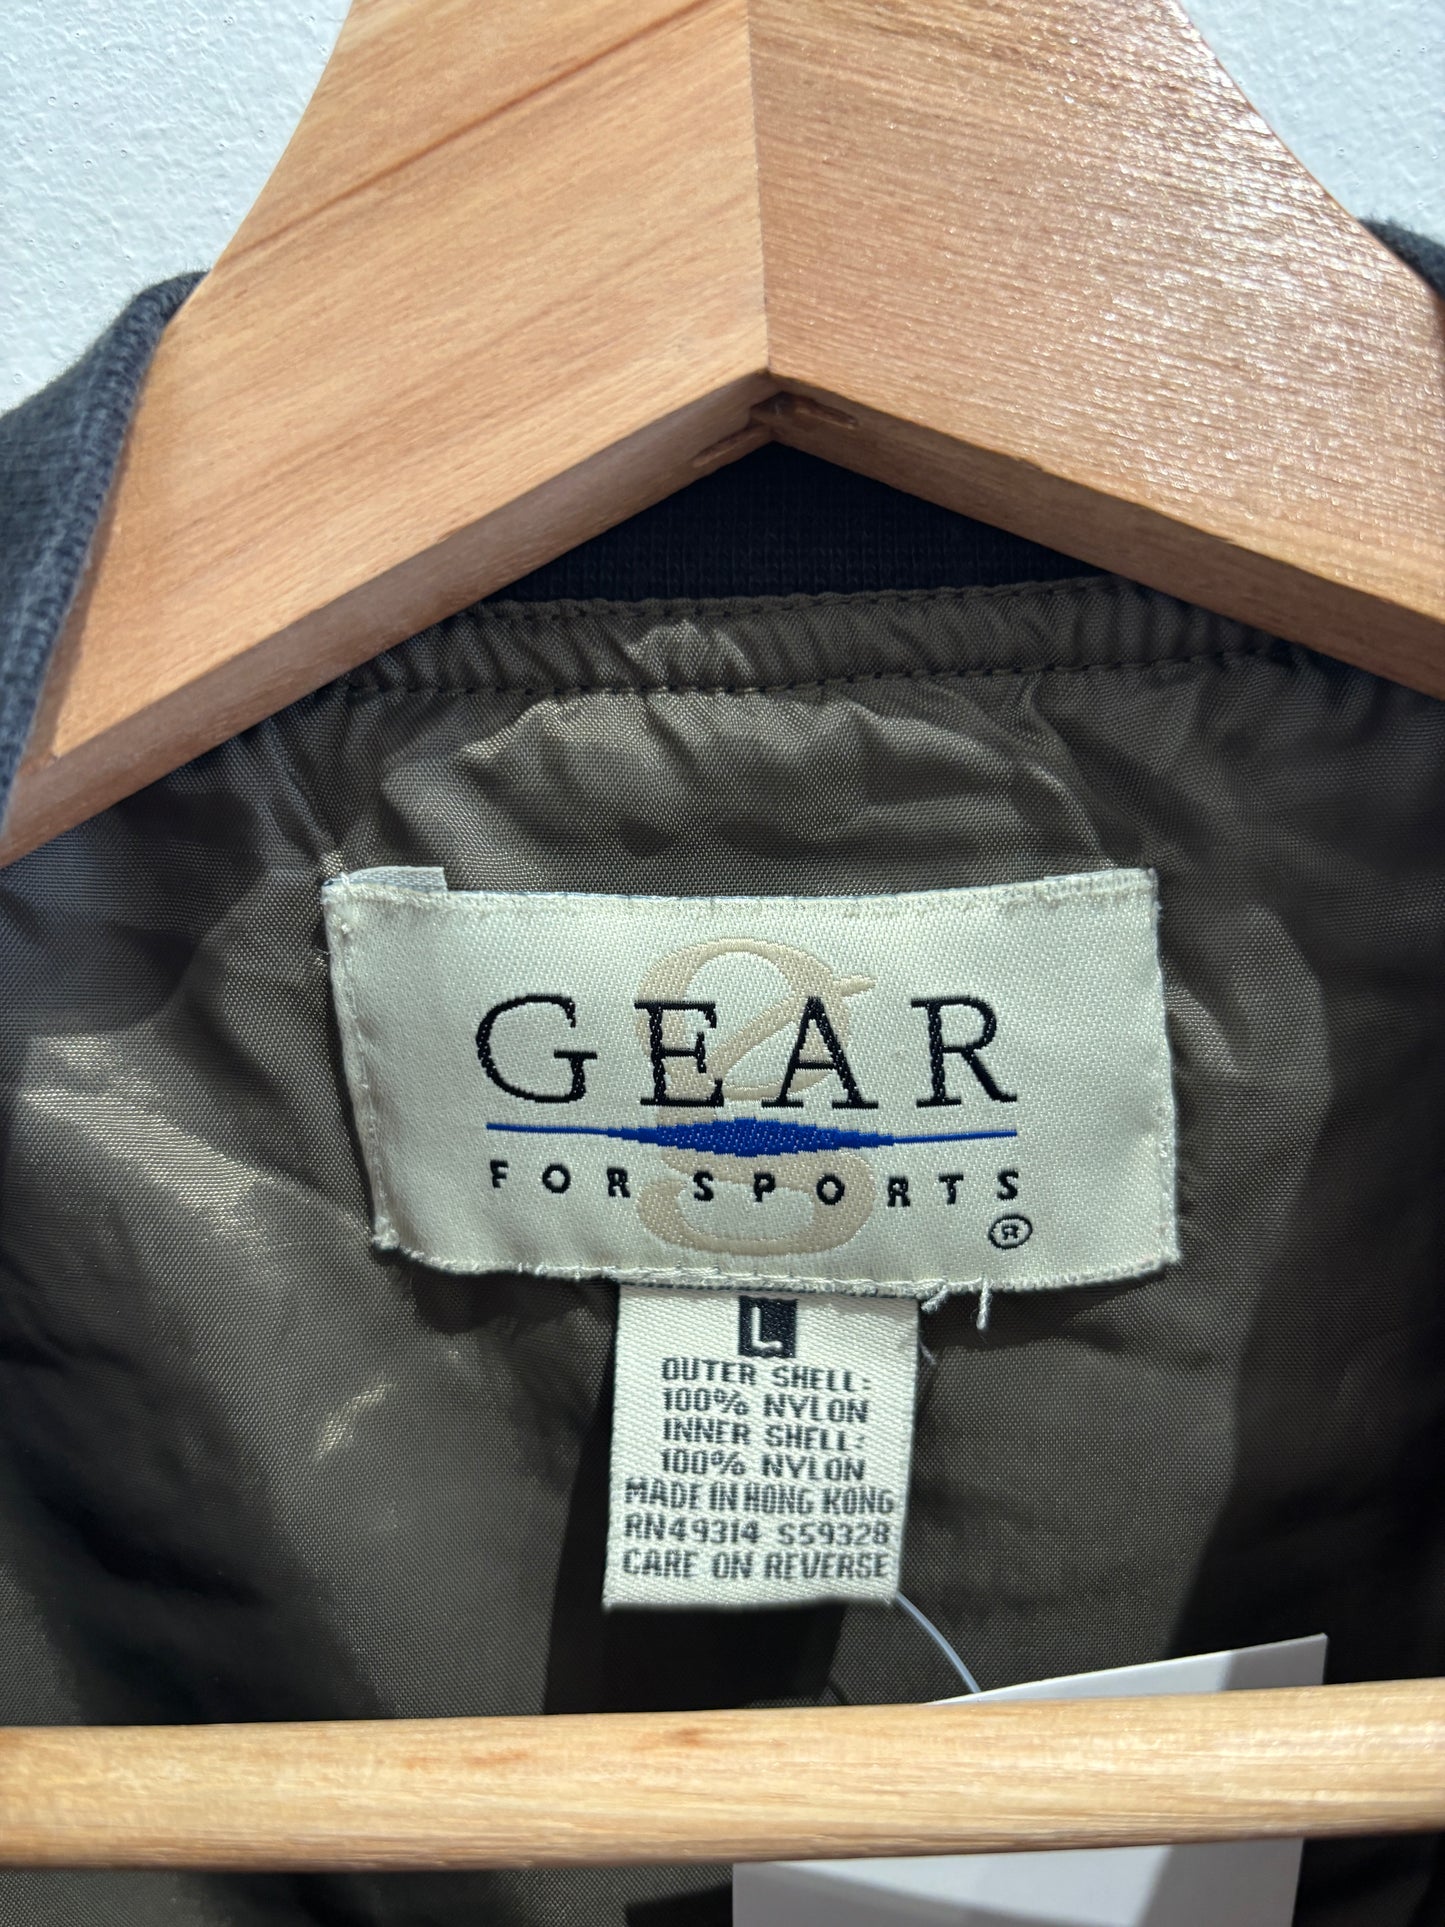 GEAR
FOR SPORTS
®
L
OUTER SHELL:
100% NYLON
INNER SHELL:
100% NYLON
MADE IN HONG KONG
RN49314 S59328
CARE ON REVERSE